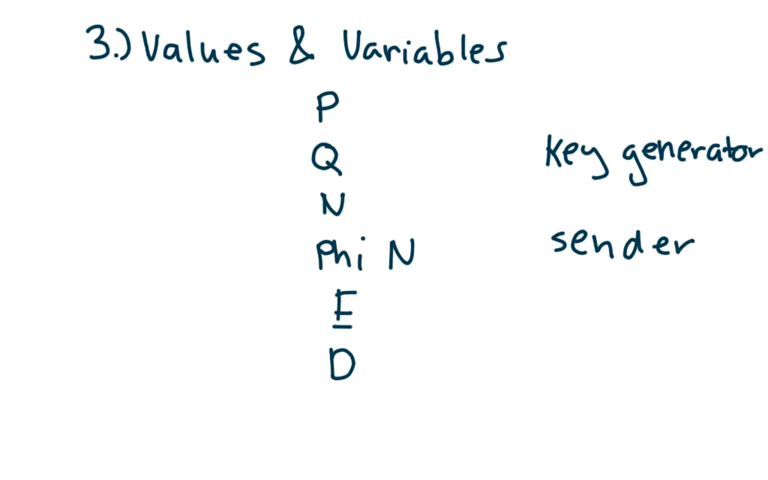 3.) Values & Variables
P
Q
Key generator
N
Phi N
sender
E
D